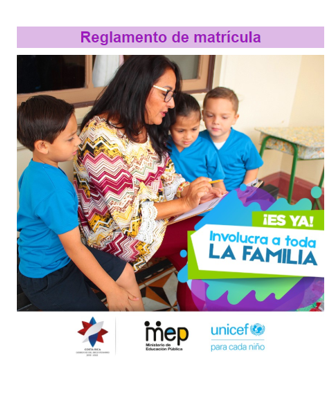 Reglamento de matrícula
¡ES YA!
Involucra a toda
LA FAMILIA
mep
Ministerio de
Educación Pública
unicef
para cada niño